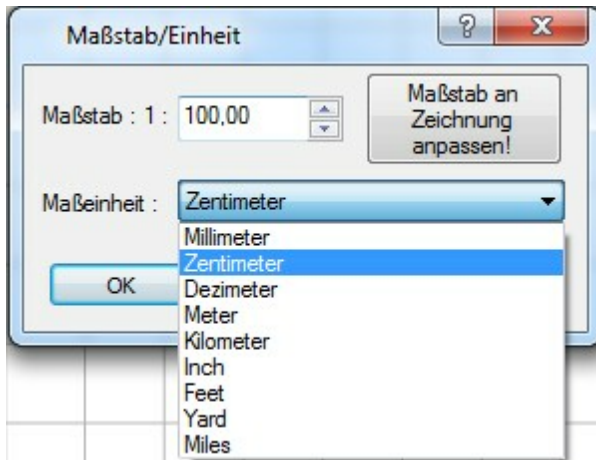 Maßstab/Einheit
?
Maßstab : 1 : 100,00
Maßstab an
Zeichnung
anpassen!
Maßeinheit : Zentimeter
Millimeter
Zentimeter
OK
Dezimeter
Meter
Kilometer
Inch
Feet
Yard
Miles